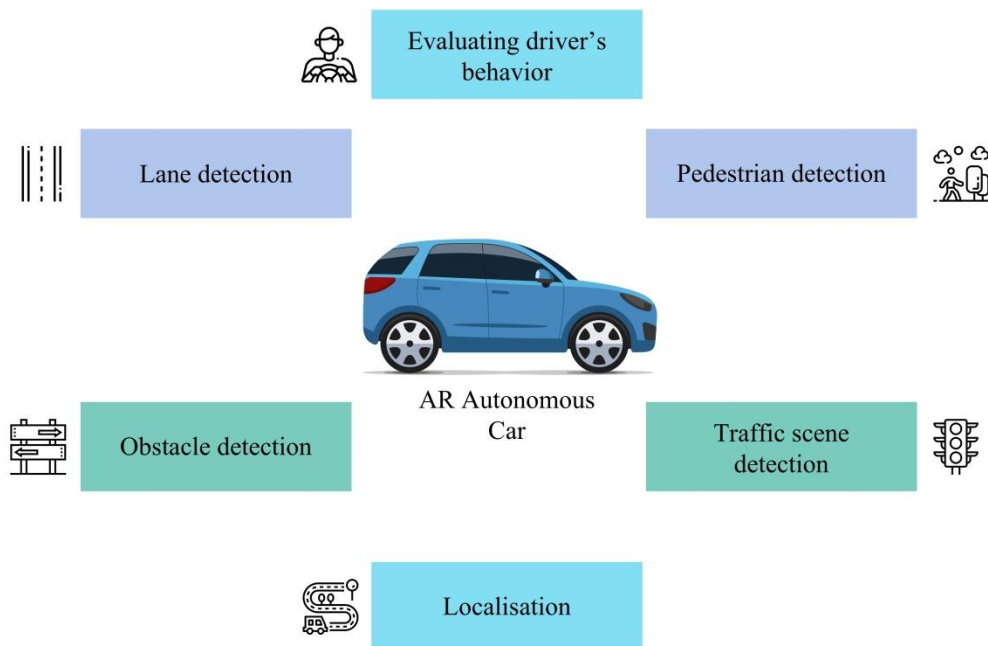 Evaluating driver's
behavior
Lane detection
Pedestrian detection
AR Autonomous
Car
Obstacle detection
Traffic scene
detection
Localisation